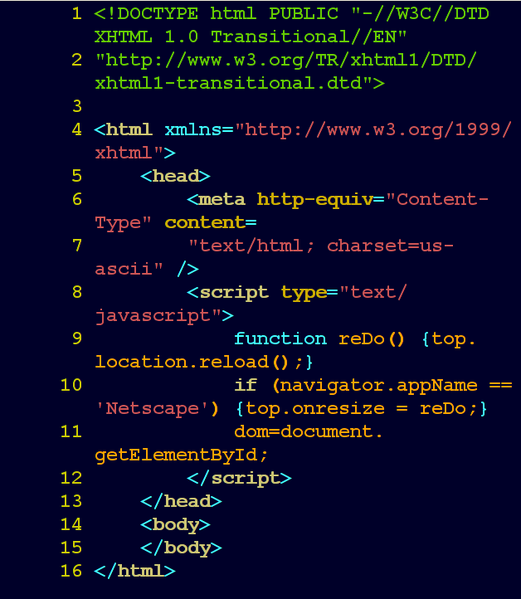 1 <!DOCTYPE html PUBLIC "-//W3C//DTD
XHTML 1.0 Transitional//EN"
2 "http://www.w3.org/TR/xhtml1/DTD/
xhtml1-transitional.dtd">
3
4 <html xmlns="http://www.w3.org/1999/
xhtml">
5 <head>
6 <meta http-equiv="Content-
Type" content=
7 "text/html; charset=us-
ascii" />
8 <script type="text/
javascript">
9 function reDo() {top.
location.reload();}
10 if (navigator.appName ==
'Netscape') {top.onresize = reDo;}
11 dom=document.
getElementById;
12 </script>
13 </head>
14 <body>
15 </body>
16 </html>